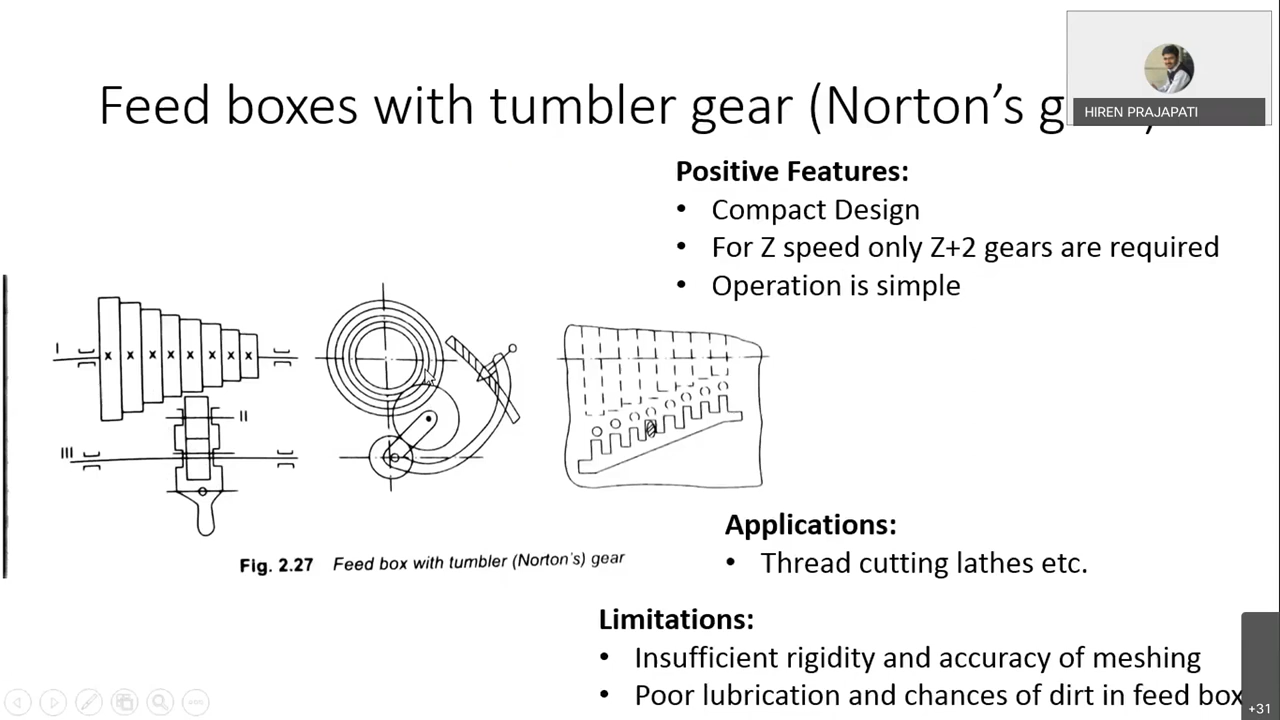 Feed boxes with tumbler gear (Norton's g
HIREN PRAJAPATI
Positive Features:
• Compact Design
• For Z speed only Z+2 gears are required
• Operation is simple
I
II
III
x x x x x x x x
Fig. 2.27 Feed box with tumbler (Norton's) gear
Applications:
• Thread cutting lathes etc.
Limitations:
• Insufficient rigidity and accuracy of meshing
• Poor lubrication and chances of dirt in feed box
+31